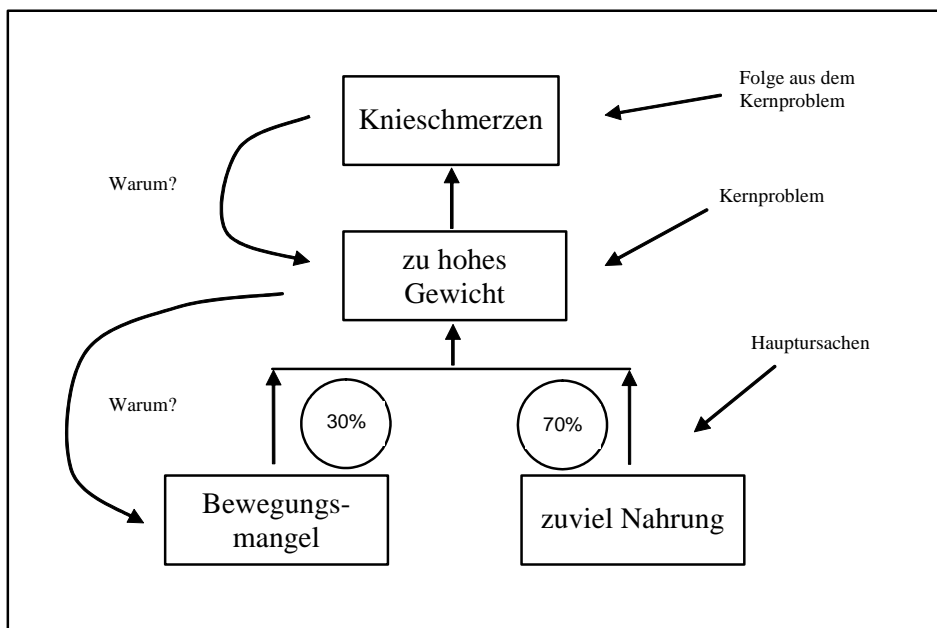 Folge aus dem
Kernproblem
Knieschmerzen
Warum?
Kernproblem
zu hohes
Gewicht
Hauptursachen
Warum?
30%
70%
Bewegungs-
mangel
zuviel Nahrung